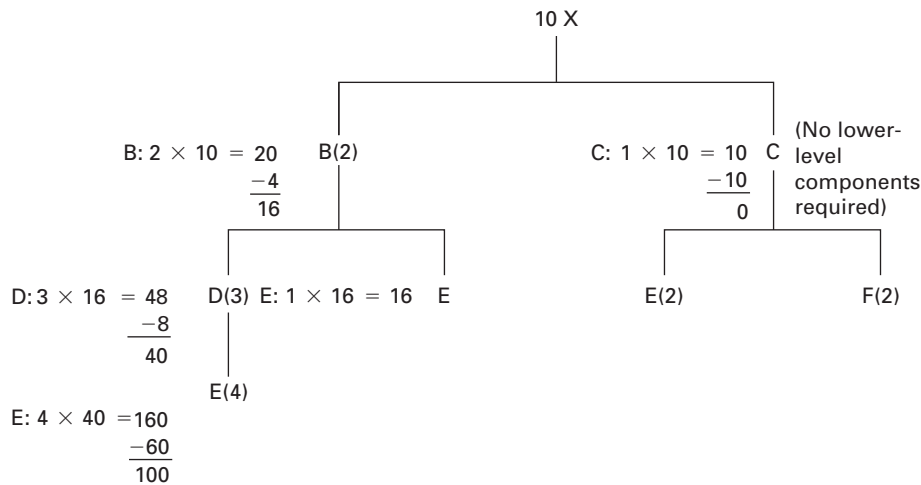 10 X
B: 2 × 10 = 20 B(2)
−4
16
C: 1 × 10 = 10 C
−10
0
(No lower-
level
components
required)
D: 3 × 16 = 48 D(3) E: 1 × 16 = 16 E
−8
40
E(2) F(2)
E(4)
E: 4 × 40 =160
−60
100